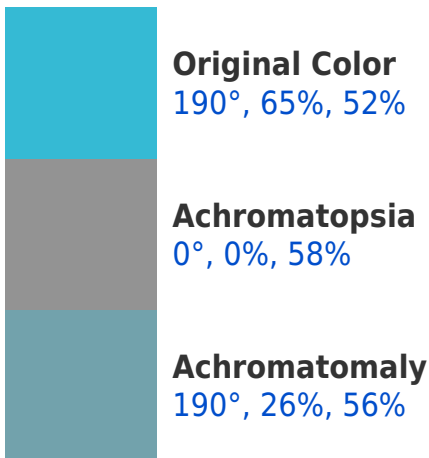 Original Color
190°, 65%, 52%
Achromatopsia
0°, 0%, 58%
Achromatomaly
190°, 26%, 56%